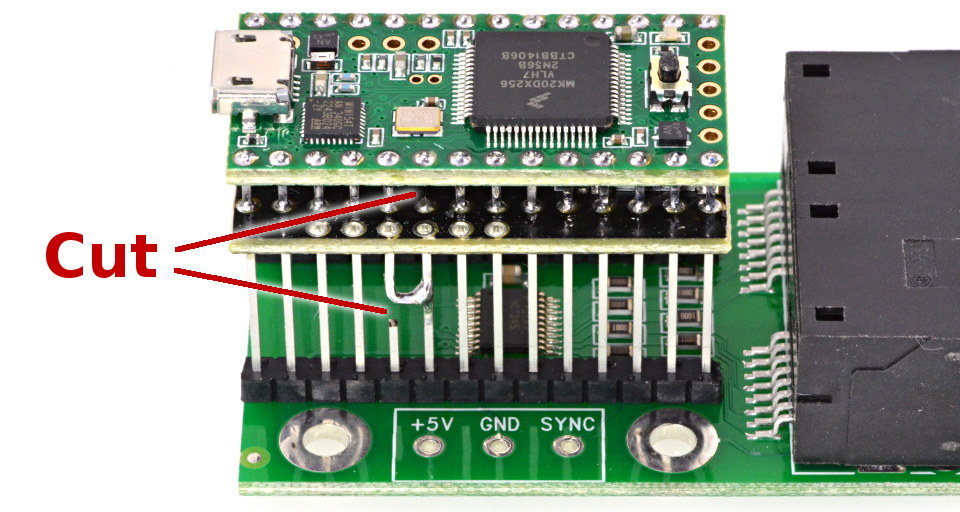 MK20DX256
VLH7
2N56B
CTBB1406B
Cut
+5V GND SYNC